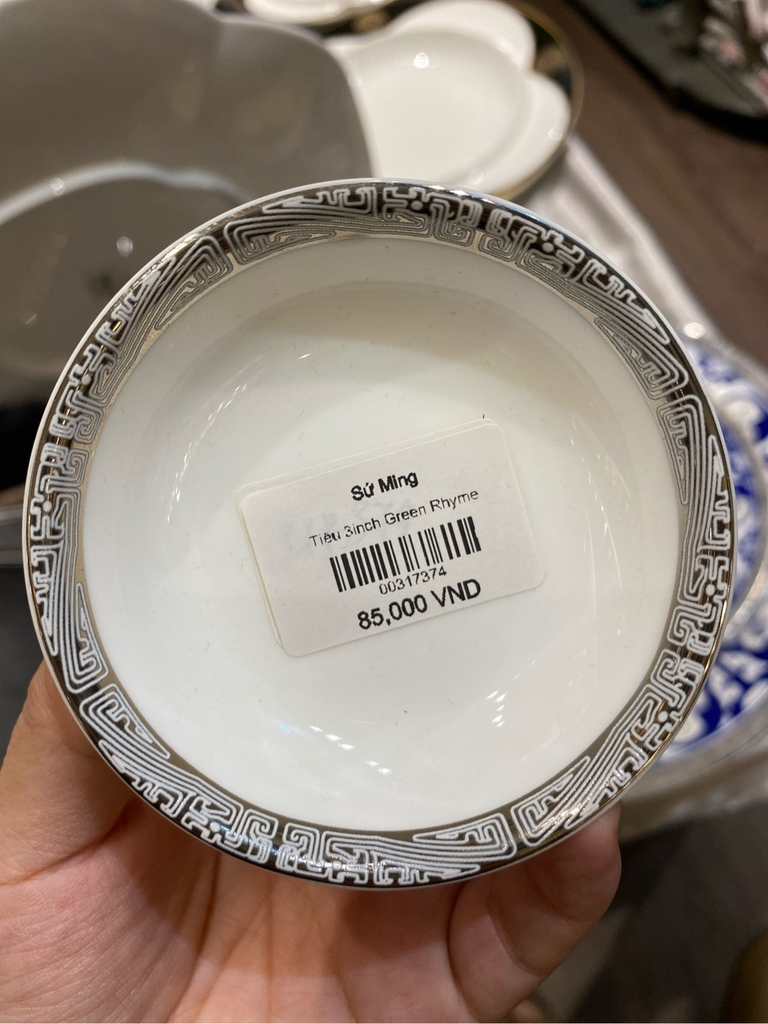 Sứ Ming
Tiêu 3inch Green Rhyme
00317374
85,000 VND